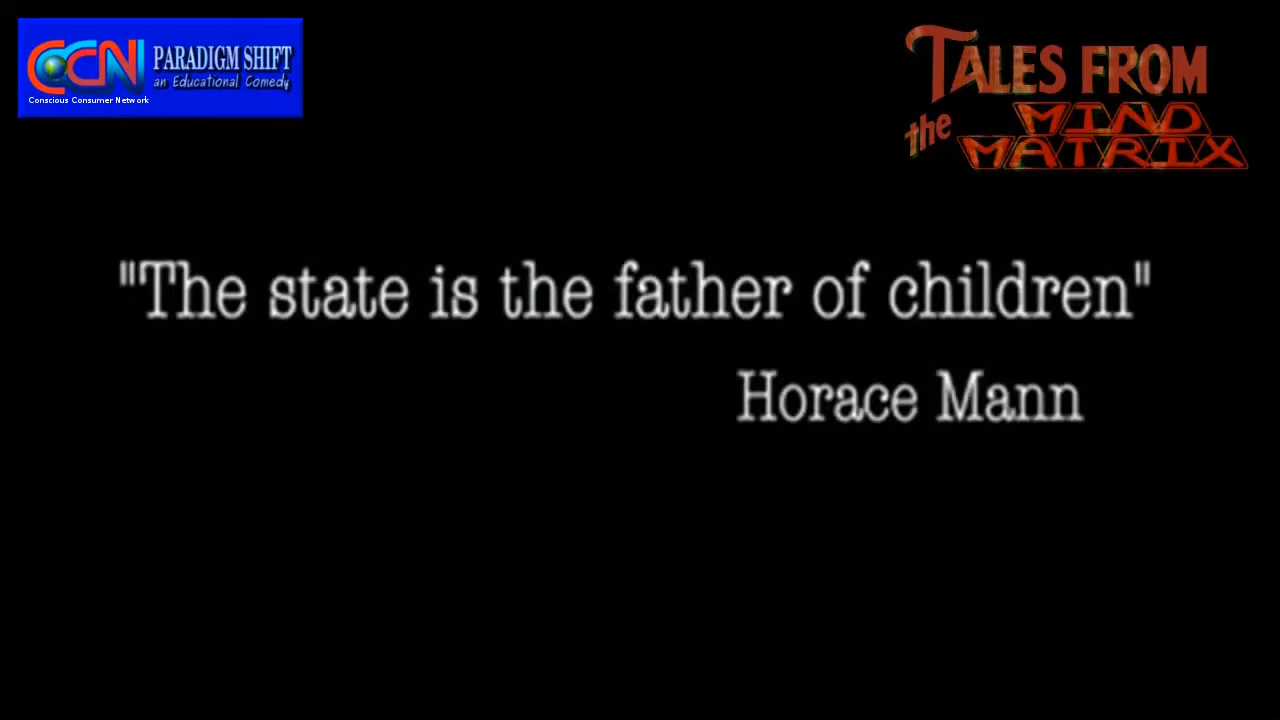 CCN PARADIGM SHIFT
an Educational Comedy
Conscious Consumer Network
TALES FROM
the MIND
MATRIX
"The state is the father of children"
Horace Mann